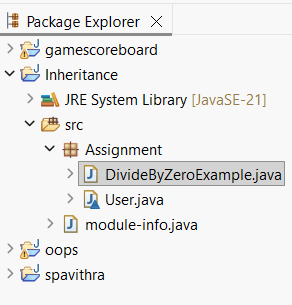 Package Explorer
gamescoreboard
Inheritance
JRE System Library [JavaSE-21]
src
Assignment
DivideByZeroExample.java
User.java
module-info.java
oops
spavithra